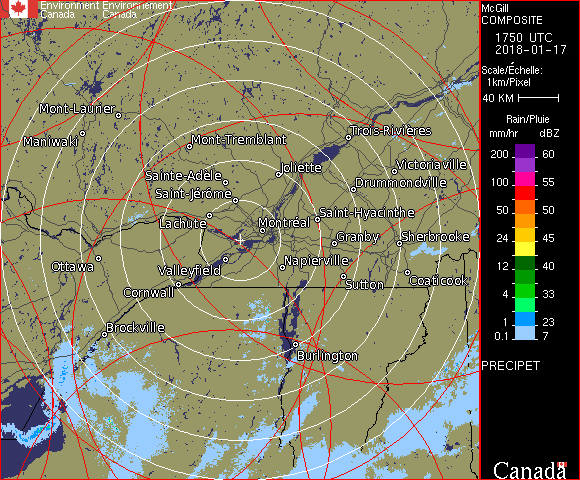 Environment Environnement
Canada Canada
McGill
COMPOSITE
1750 UTC
2018-01-17
Scale/Échelle:
1km/Pixel
40 KM
Rain/Pluie
mm/hr dBZ
200 60
100 55
50 50
24 45
12 40
4 33
1 23
0.1 7
PRECIPET
Canada
Mont-Laurier
Maniwaki
Mont-Tremblant
Trois-Rivières
Joliette
Victoriaville
Sainte-Adèle
Drummondville
Saint-Jérôme
Lachute
Saint-Hyacinthe
Montréal
Granby
Sherbrooke
Ottawa
Valleyfield
Napierville
Cornwall
Sutton
Coaticook
Brockville
Burlington